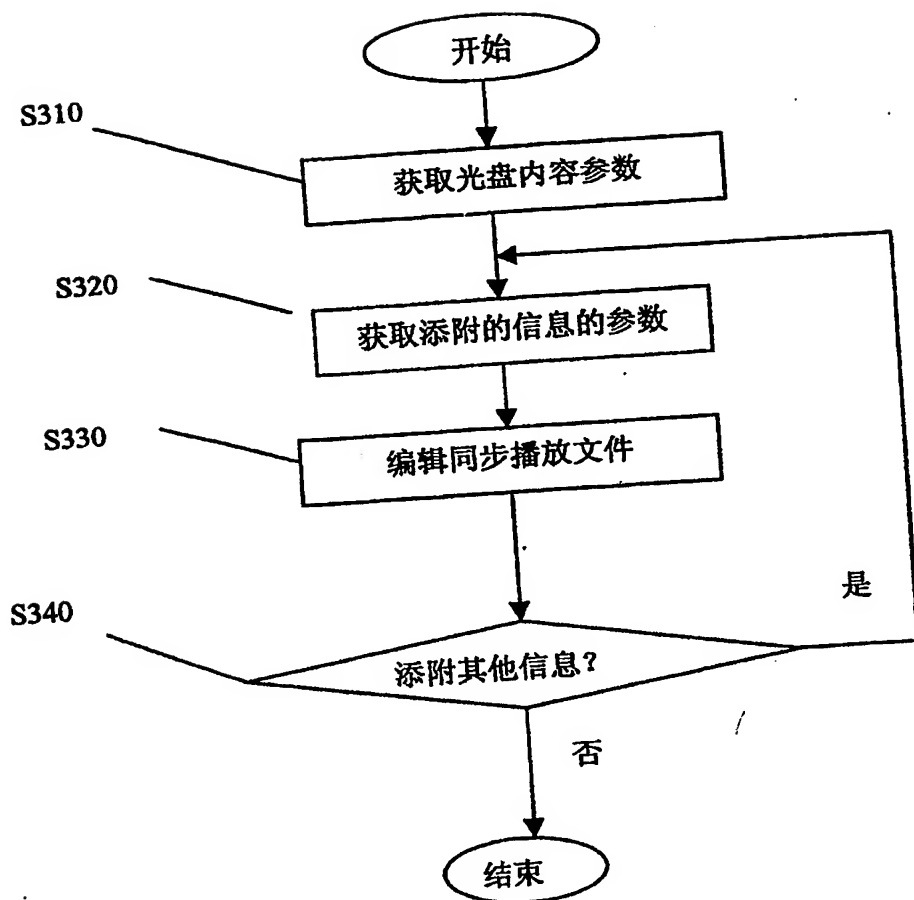 开始
S310
获取光盘内容参数
S320
获取添附的信息的参数
S330
编辑同步播放文件
是
S340
添附其他信息？
否
结束